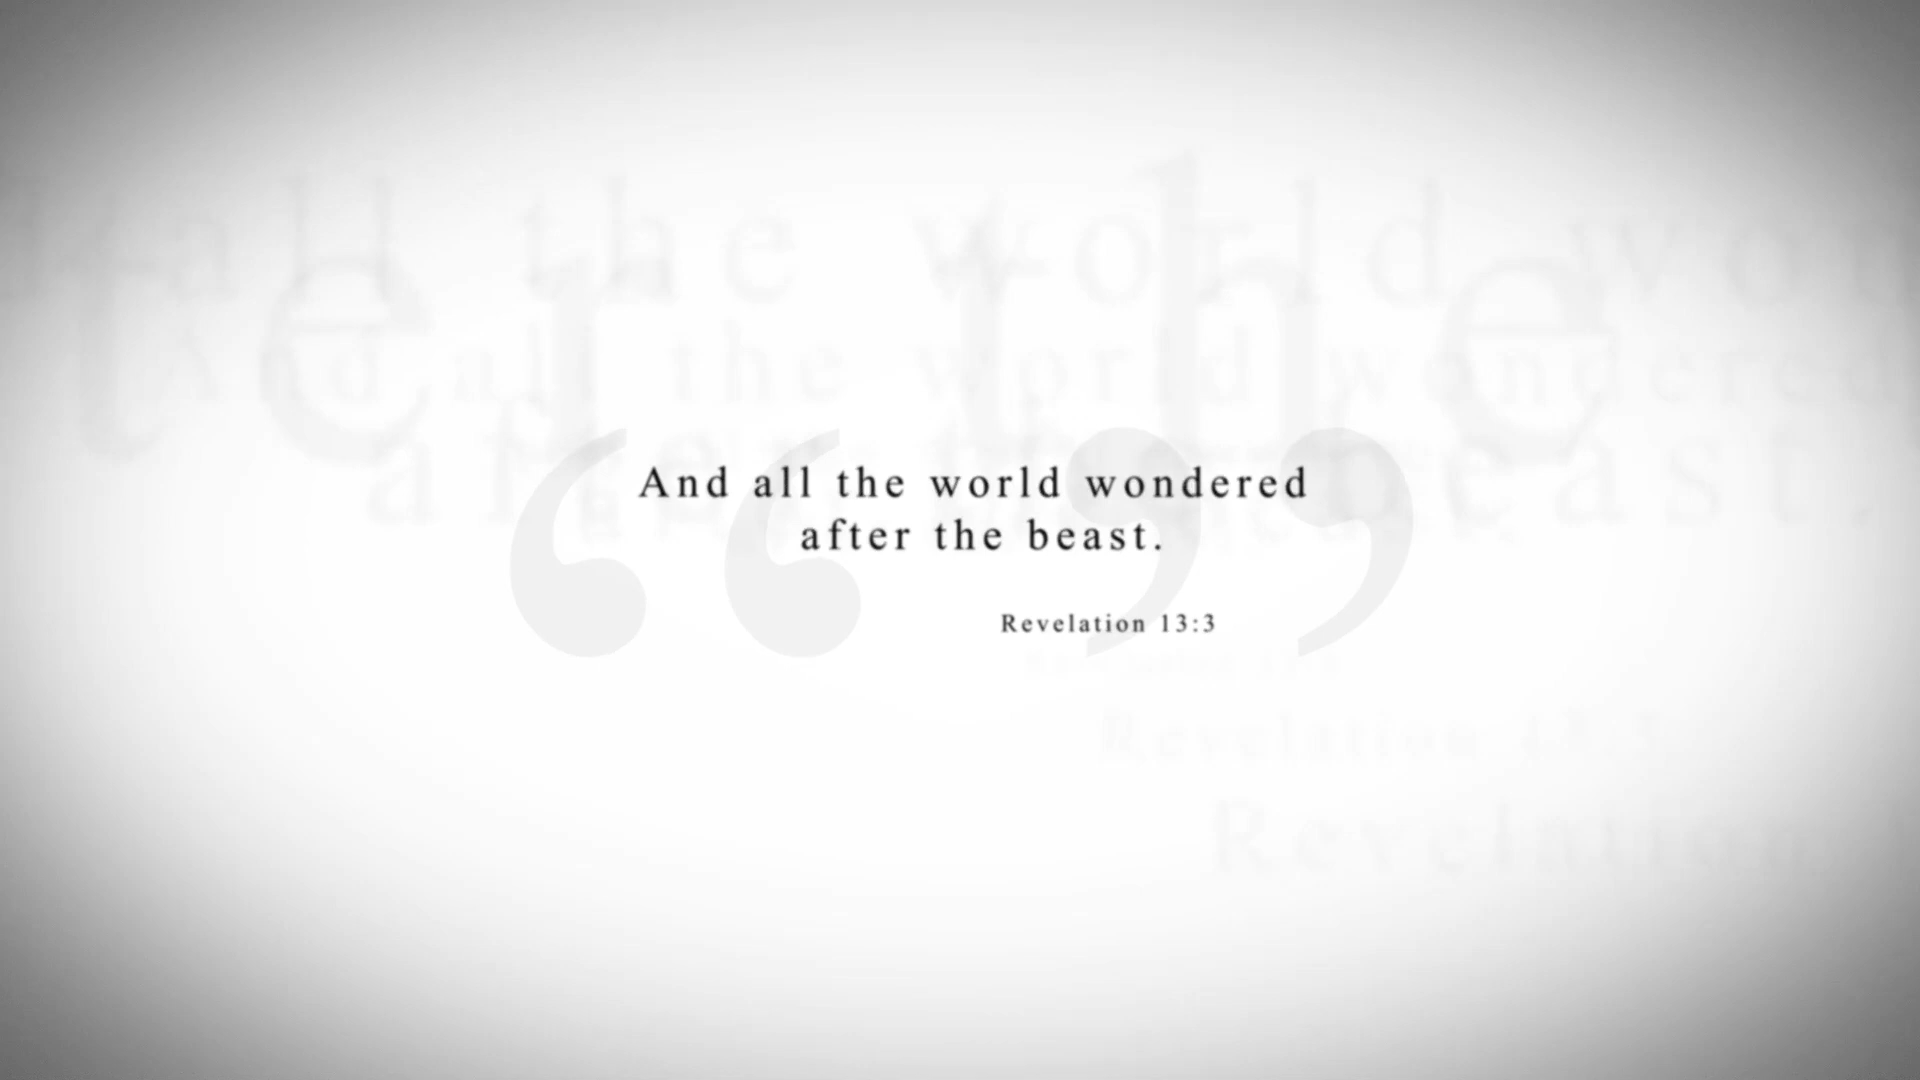 And all the world wondered
after the beast.
Revelation 13:3